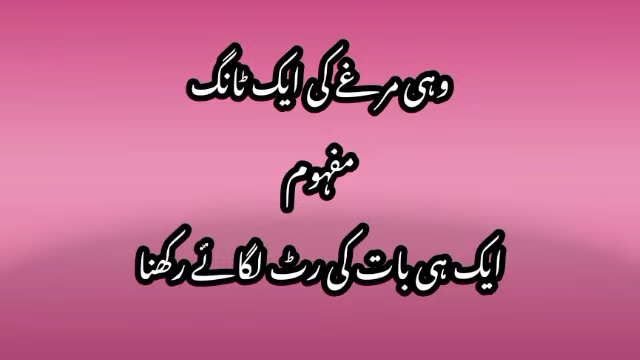 وہی مرغے کی ایک ٹانگ
مفہوم
ایک ہی بات کی رٹ لگائے رکھنا